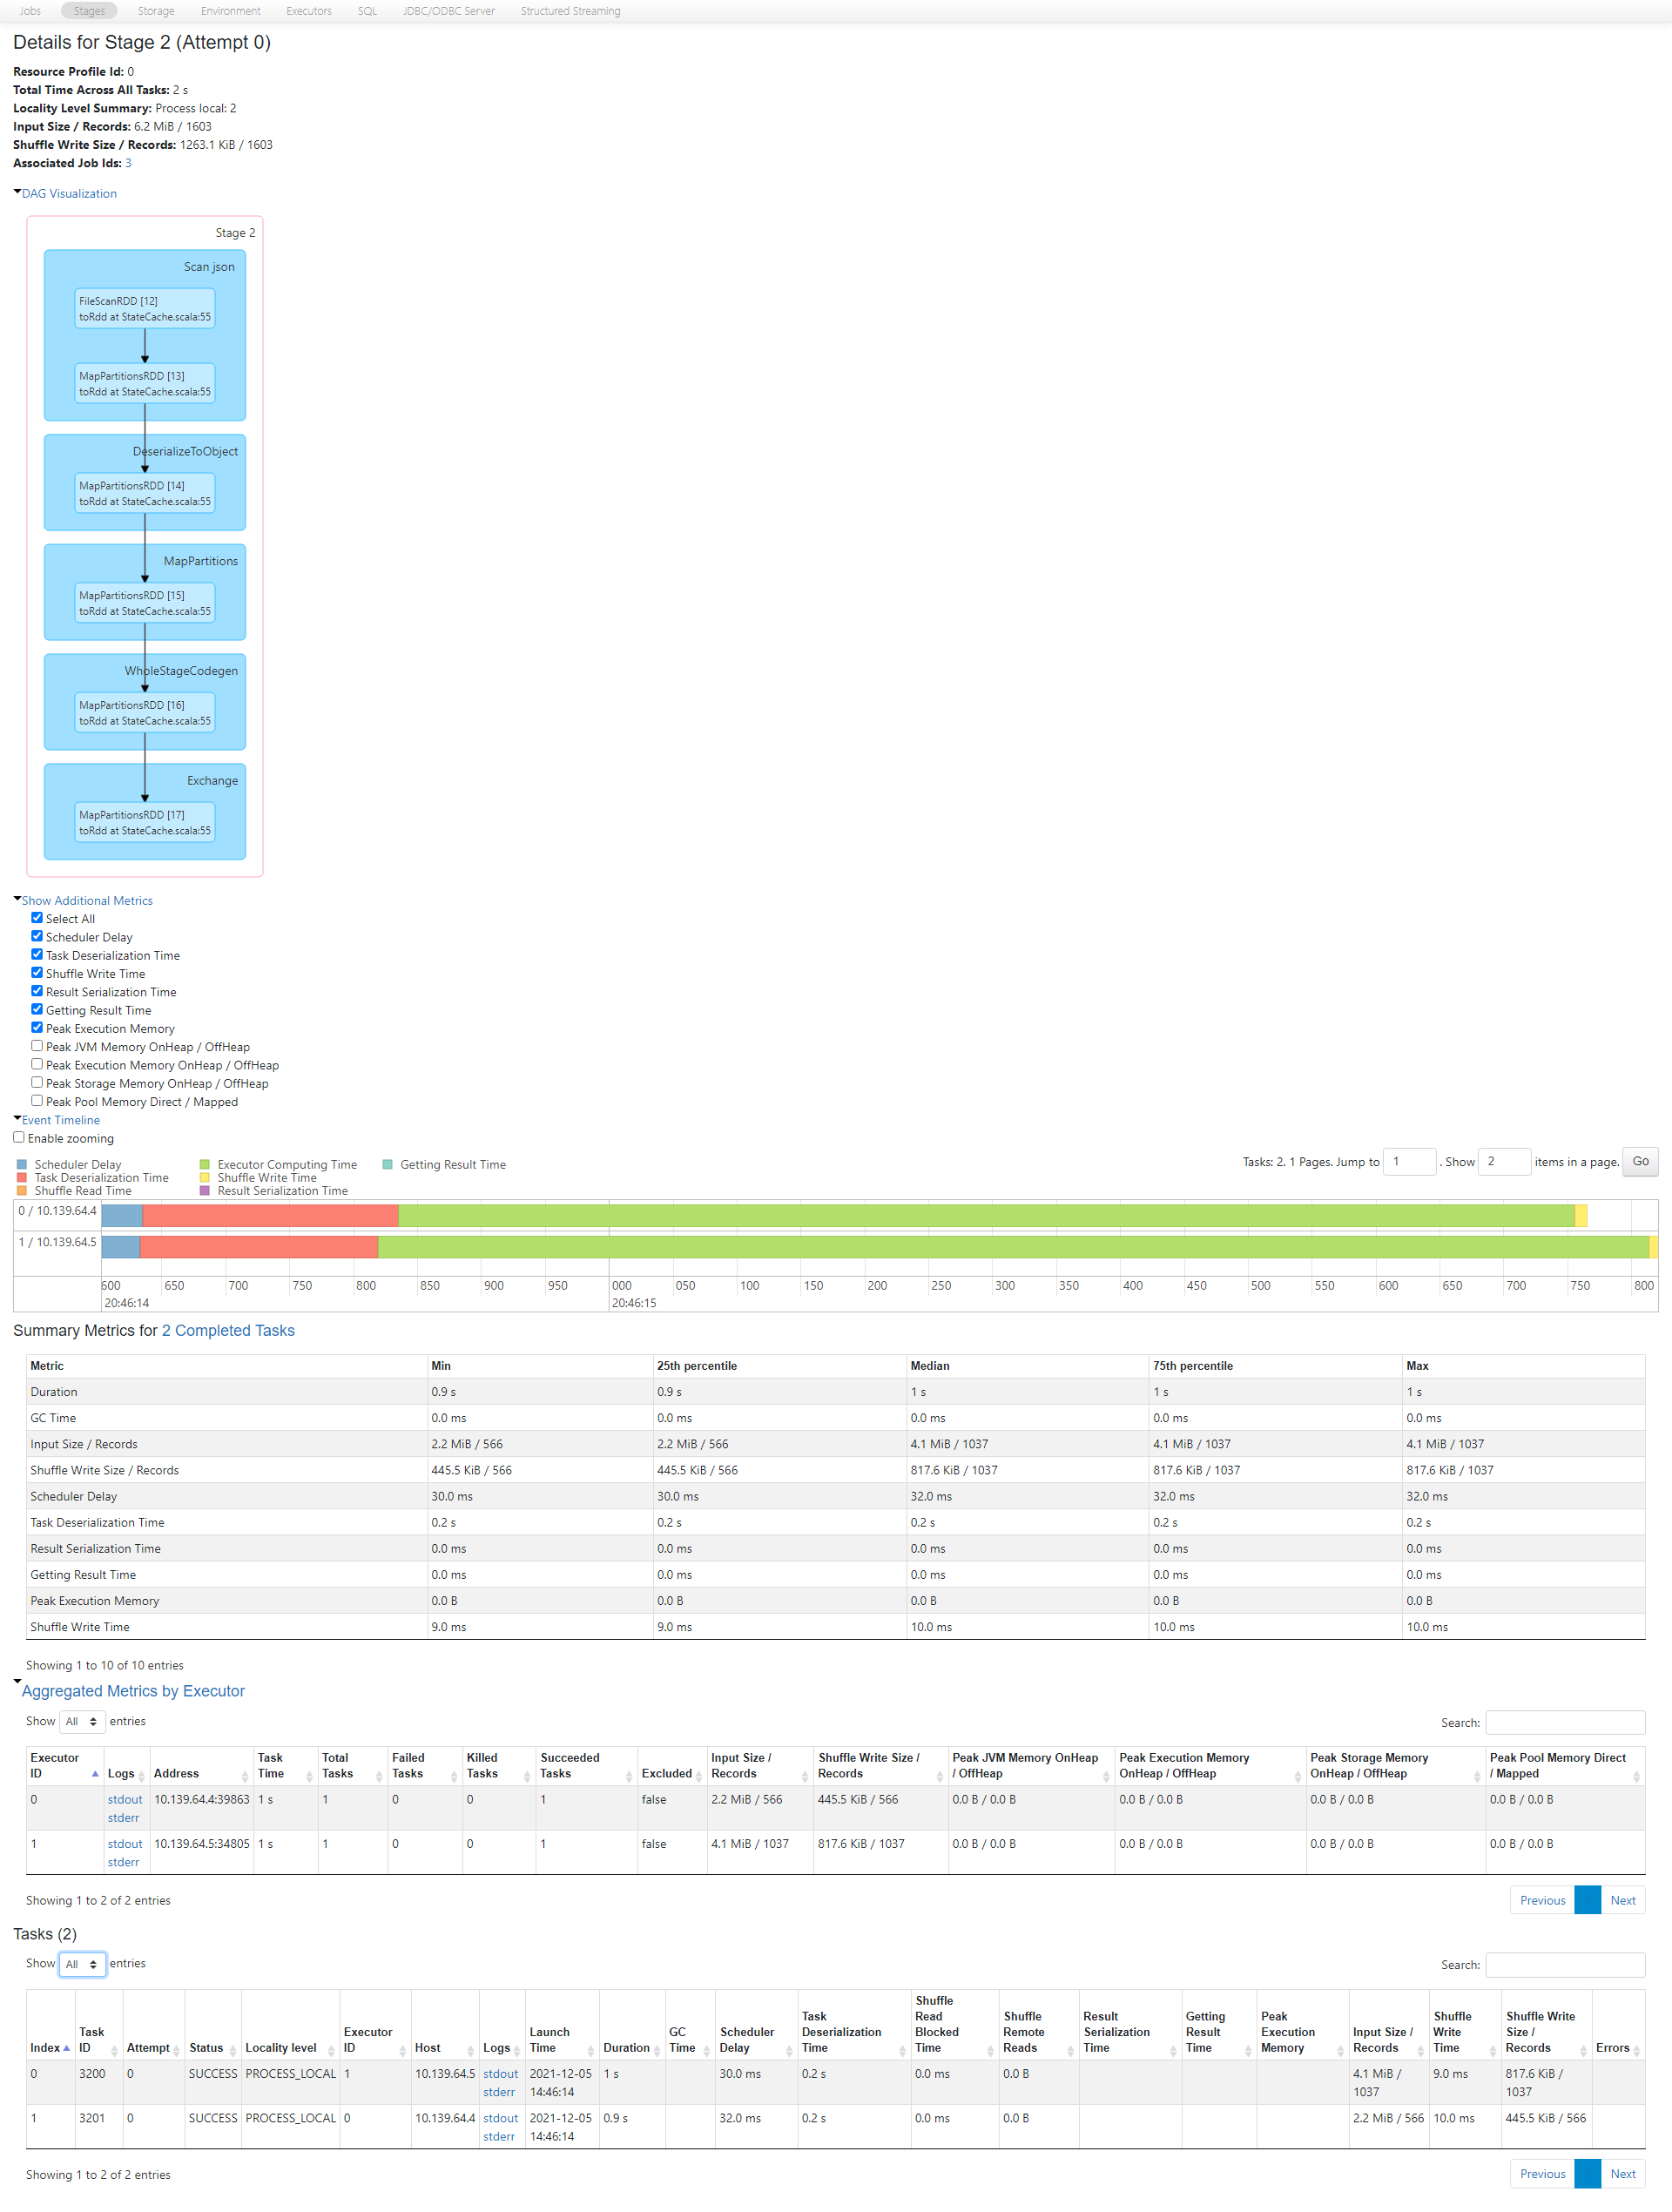 Jobs Stages Storage Environment Executors SQL JDBC/ODBC Server Structured Streaming
Details for Stage 2 (Attempt 0)
Resource Profile Id: 0
Total Time Across All Tasks: 2 s
Locality Level Summary: Process local: 2
Input Size / Records: 6.2 MiB / 1603
Shuffle Write Size / Records: 1263.1 KiB / 1603
Associated Job Ids: 3
DAG Visualization
Stage 2
Scan json
FileScanRDD [12]
toRdd at StateCache.scala:55
MapPartitionsRDD [13]
toRdd at StateCache.scala:55
DeserializeToObject
MapPartitionsRDD [14]
toRdd at StateCache.scala:55
MapPartitions
MapPartitionsRDD [15]
toRdd at StateCache.scala:55
WholeStageCodegen
MapPartitionsRDD [16]
toRdd at StateCache.scala:55
Exchange
MapPartitionsRDD [17]
toRdd at StateCache.scala:55
Show Additional Metrics
Select All
Scheduler Delay
Task Deserialization Time
Shuffle Write Time
Result Serialization Time
Getting Result Time
Peak Execution Memory
Peak JVM Memory OnHeap / OffHeap
Peak Execution Memory OnHeap / OffHeap
Peak Storage Memory OnHeap / OffHeap
Peak Pool Memory Direct / Mapped
Event Timeline
Enable zooming
Scheduler Delay Executor Computing Time Getting Result Time
Task Deserialization Time Shuffle Write Time
Shuffle Read Time Result Serialization Time
Tasks: 2. 1 Pages. Jump to 1 . Show 2 items in a page. Go
0 / 10.139.64.4
1 / 10.139.64.5
600 650 700 750 800 850 900 950 000 050 100 150 200 250 300 350 400 450 500 550 600 650 700 750 800
20:46:14 20:46:15
Summary Metrics for 2 Completed Tasks
Metric Min 25th percentile Median 75th percentile Max
Duration 0.9 s 0.9 s 1 s 1 s 1 s
GC Time 0.0 ms 0.0 ms 0.0 ms 0.0 ms 0.0 ms
Input Size / Records 2.2 MiB / 566 2.2 MiB / 566 4.1 MiB / 1037 4.1 MiB / 1037 4.1 MiB / 1037
Shuffle Write Size / Records 445.5 KiB / 566 445.5 KiB / 566 817.6 KiB / 1037 817.6 KiB / 1037 817.6 KiB / 1037
Scheduler Delay 30.0 ms 30.0 ms 32.0 ms 32.0 ms 32.0 ms
Task Deserialization Time 0.2 s 0.2 s 0.2 s 0.2 s 0.2 s
Result Serialization Time 0.0 ms 0.0 ms 0.0 ms 0.0 ms 0.0 ms
Getting Result Time 0.0 ms 0.0 ms 0.0 ms 0.0 ms 0.0 ms
Peak Execution Memory 0.0 B 0.0 B 0.0 B 0.0 B 0.0 B
Shuffle Write Time 9.0 ms 9.0 ms 10.0 ms 10.0 ms 10.0 ms
Showing 1 to 10 of 10 entries
Aggregated Metrics by Executor
Show All entries Search:
Executor Task Total Failed Killed Succeeded Input Size / Shuffle Write Size / Peak JVM Memory OnHeap Peak Execution Memory Peak Storage Memory Peak Pool Memory Direct
ID Logs Address Time Tasks Tasks Tasks Tasks Excluded Records Records / OffHeap OnHeap / OffHeap OnHeap / OffHeap / Mapped
0 stdout 10.139.64.4:39863 1 s 1 0 0 1 false 2.2 MiB / 566 445.5 KiB / 566 0.0 B / 0.0 B 0.0 B / 0.0 B 0.0 B / 0.0 B 0.0 B / 0.0 B
stderr
1 stdout 10.139.64.5:34805 1 s 1 0 0 1 false 4.1 MiB / 1037 817.6 KiB / 1037 0.0 B / 0.0 B 0.0 B / 0.0 B 0.0 B / 0.0 B 0.0 B / 0.0 B
stderr
Showing 1 to 2 of 2 entries Previous Next
Tasks (2)
Show All entries Search:
Shuffle
Task Read Shuffle Result Getting Peak Shuffle Shuffle Write
Task Executor Launch GC Scheduler Deserialization Blocked Remote Serialization Result Execution Input Size / Write Size /
Index ID Attempt Status Locality level ID Host Logs Time Duration Time Delay Time Time Reads Time Time Memory Records Time Records Errors
0 3200 0 SUCCESS PROCESS_LOCAL 1 10.139.64.5 stdout 2021-12-05 1 s 30.0 ms 0.2 s 0.0 ms 0.0 B 4.1 MiB / 9.0 ms 817.6 KiB /
stderr 14:46:14 1037 1037
1 3201 0 SUCCESS PROCESS_LOCAL 0 10.139.64.4 stdout 2021-12-05 0.9 s 32.0 ms 0.2 s 0.0 ms 0.0 B 2.2 MiB / 566 10.0 ms 445.5 KiB / 566
stderr 14:46:14
Showing 1 to 2 of 2 entries Previous Next